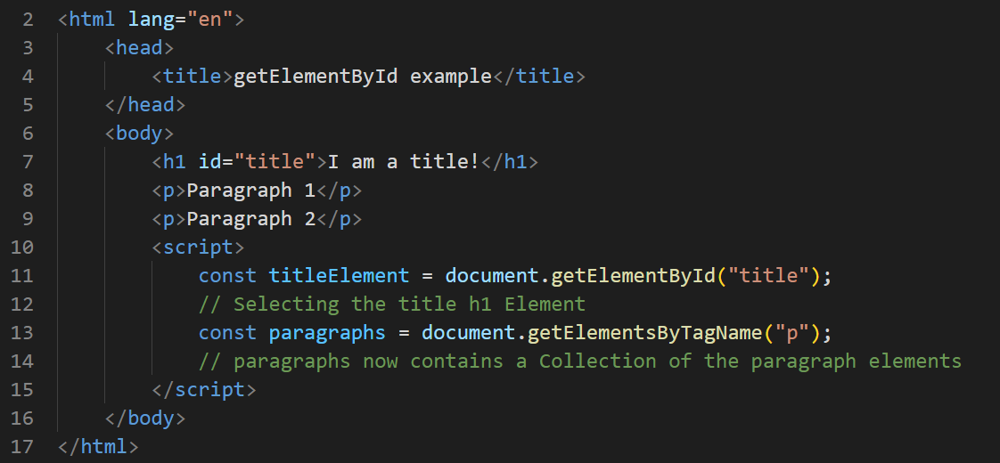 2 <html lang="en">
3     <head>
4         <title>getElementById example</title>
5     </head>
6     <body>
7         <h1 id="title">I am a title!</h1>
8         <p>Paragraph 1</p>
9         <p>Paragraph 2</p>
10         <script>
11             const titleElement = document.getElementById("title");
12             // Selecting the title h1 Element
13             const paragraphs = document.getElementsByTagName("p");
14             // paragraphs now contains a Collection of the paragraph elements
15         </script>
16     </body>
17 </html>